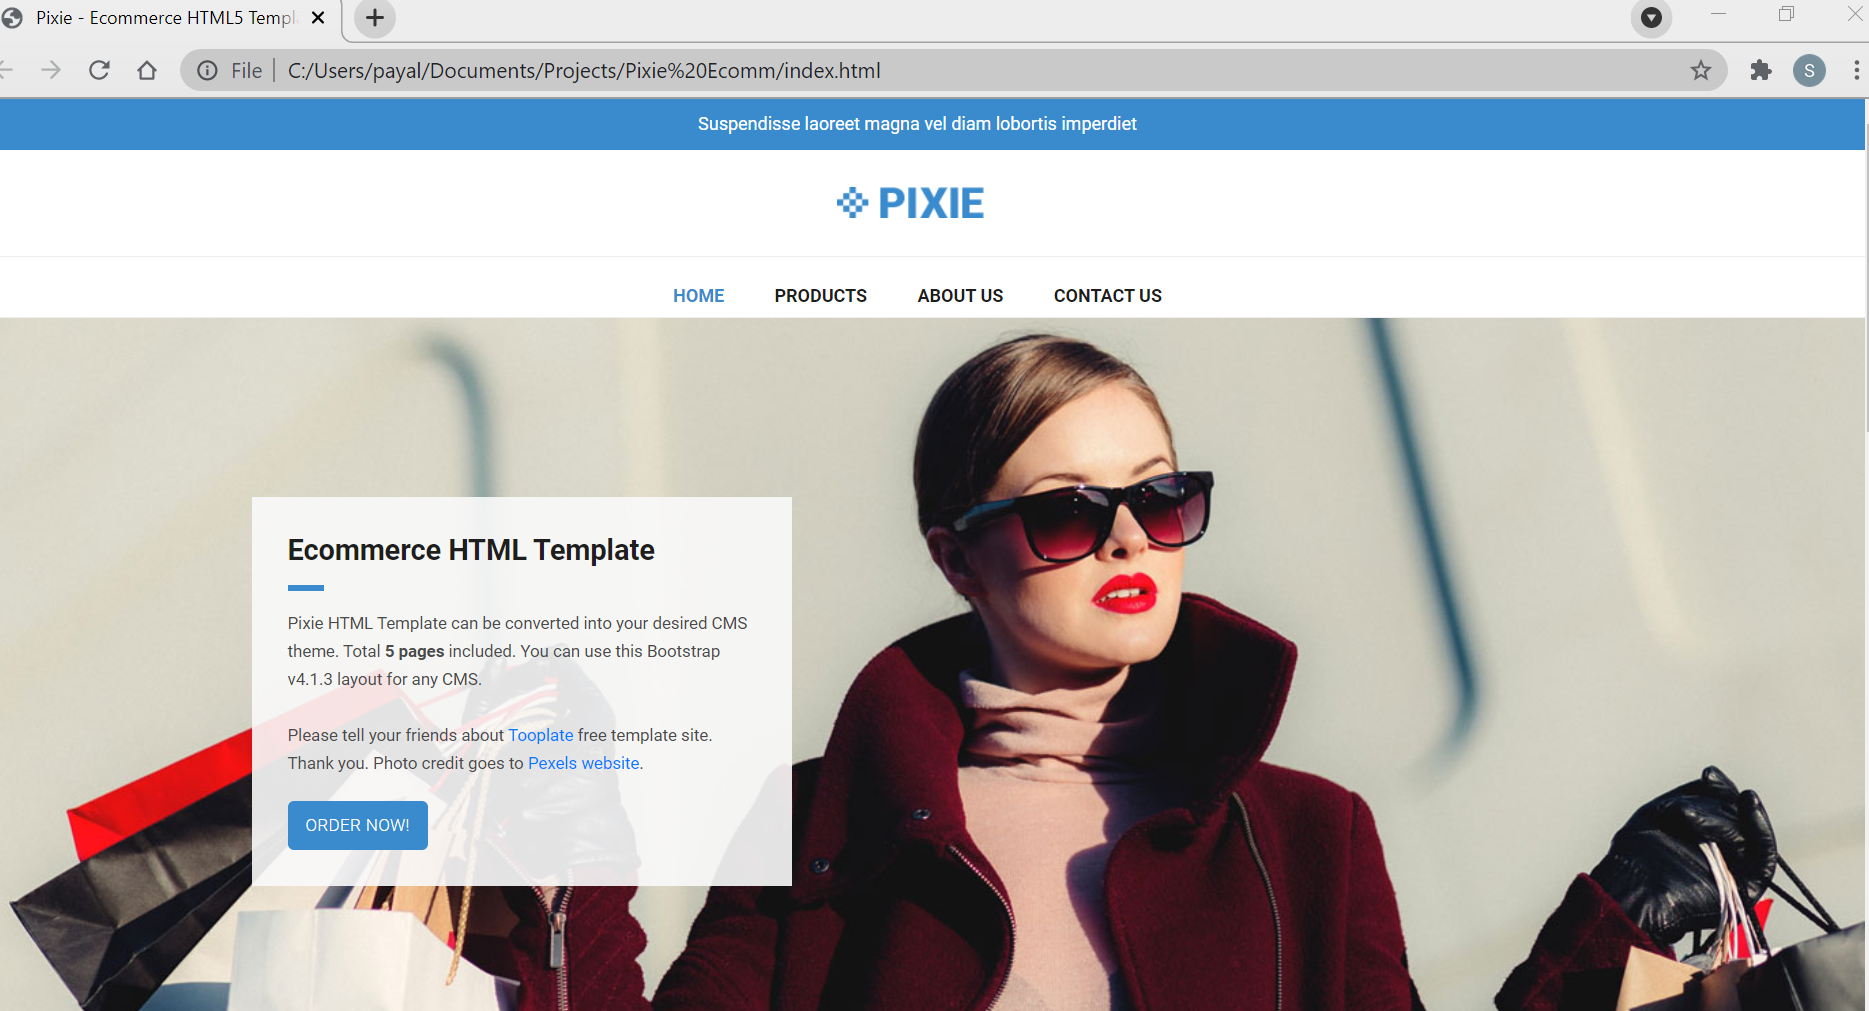 Pixie - Ecommerce HTML5 Templ
File
C:/Users/payal/Documents/Projects/Pixie%20Ecomm/index.html
S
Suspendisse laoreet magna vel diam lobortis imperdiet
PIXIE
HOME PRODUCTS ABOUT US CONTACT US
Ecommerce HTML Template
Pixie HTML Template can be converted into your desired CMS
theme. Total 5 pages included. You can use this Bootstrap
v4.1.3 layout for any CMS.
Please tell your friends about Tooplate free template site.
Thank you. Photo credit goes to Pexels website.
ORDER NOW!